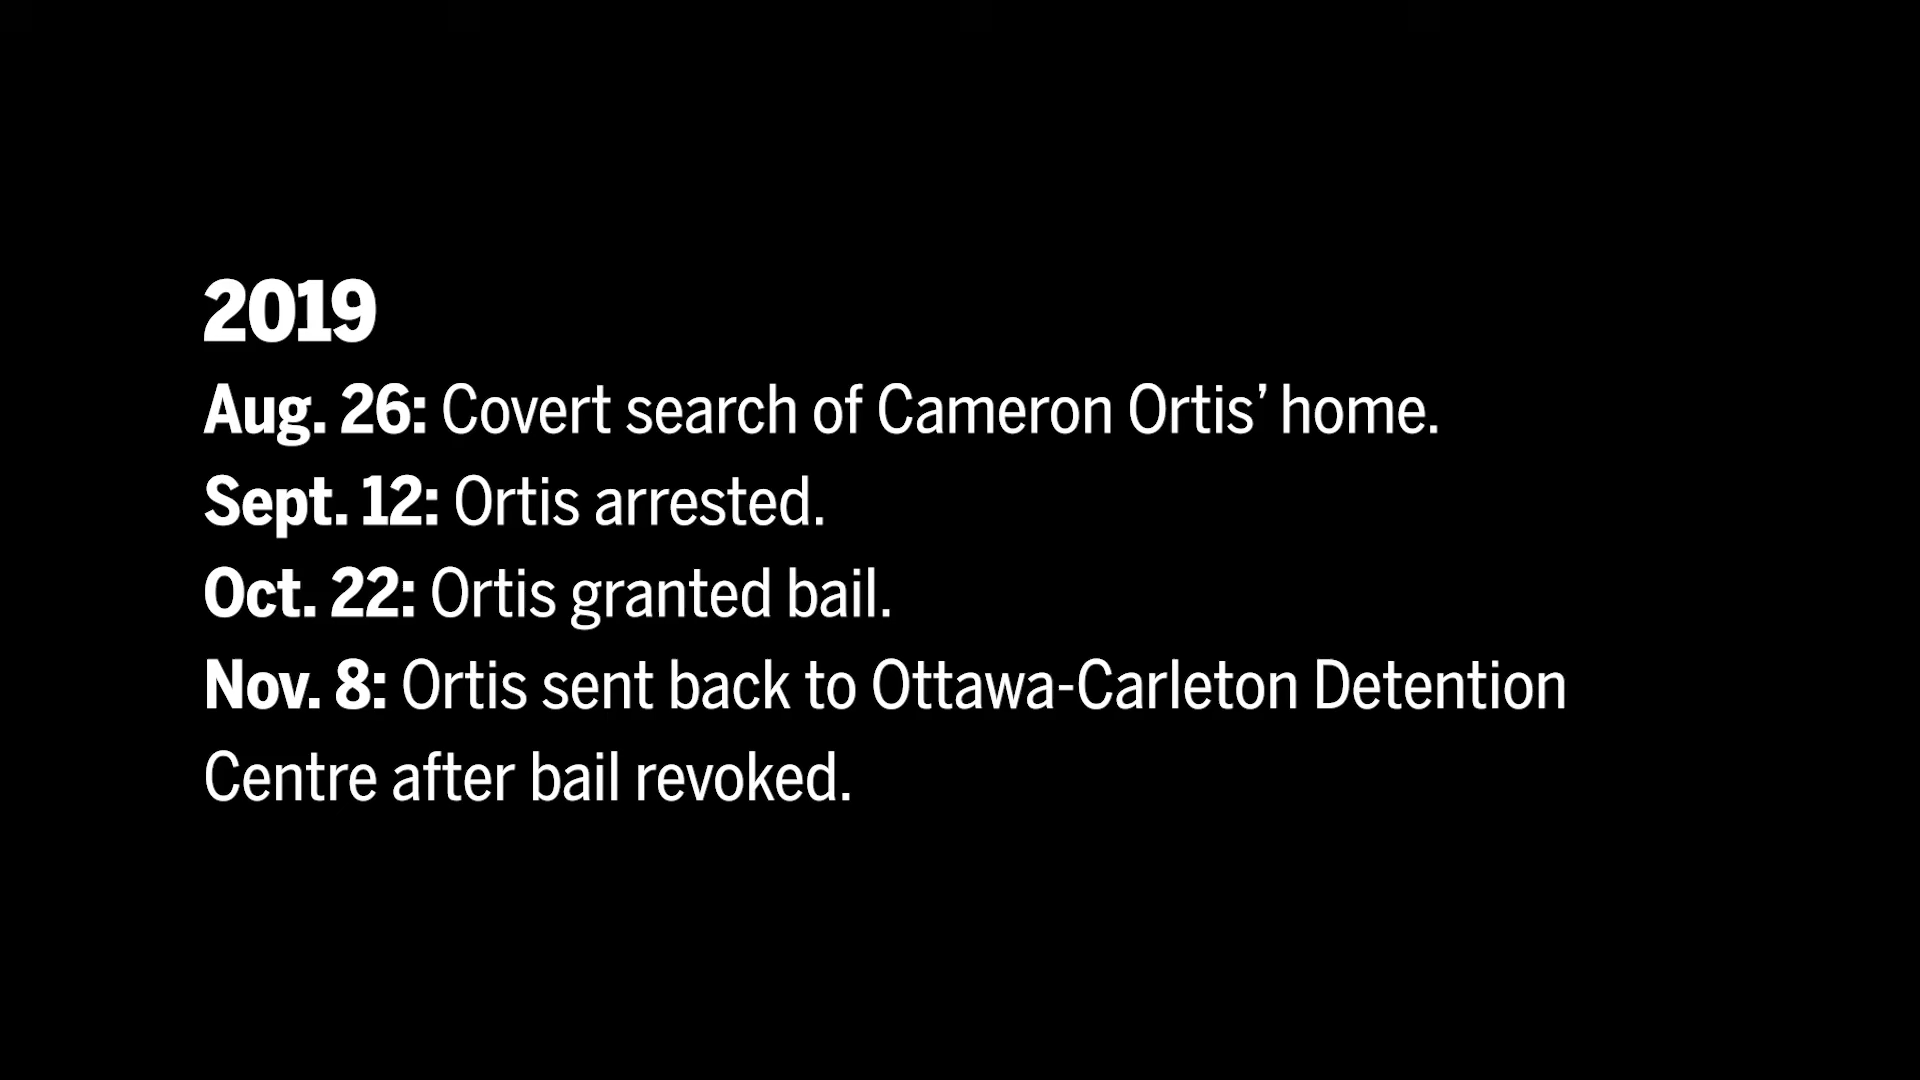 2019
Aug. 26: Covert search of Cameron Ortis’ home.
Sept. 12: Ortis arrested.
Oct. 22: Ortis granted bail.
Nov. 8: Ortis sent back to Ottawa-Carleton Detention
Centre after bail revoked.